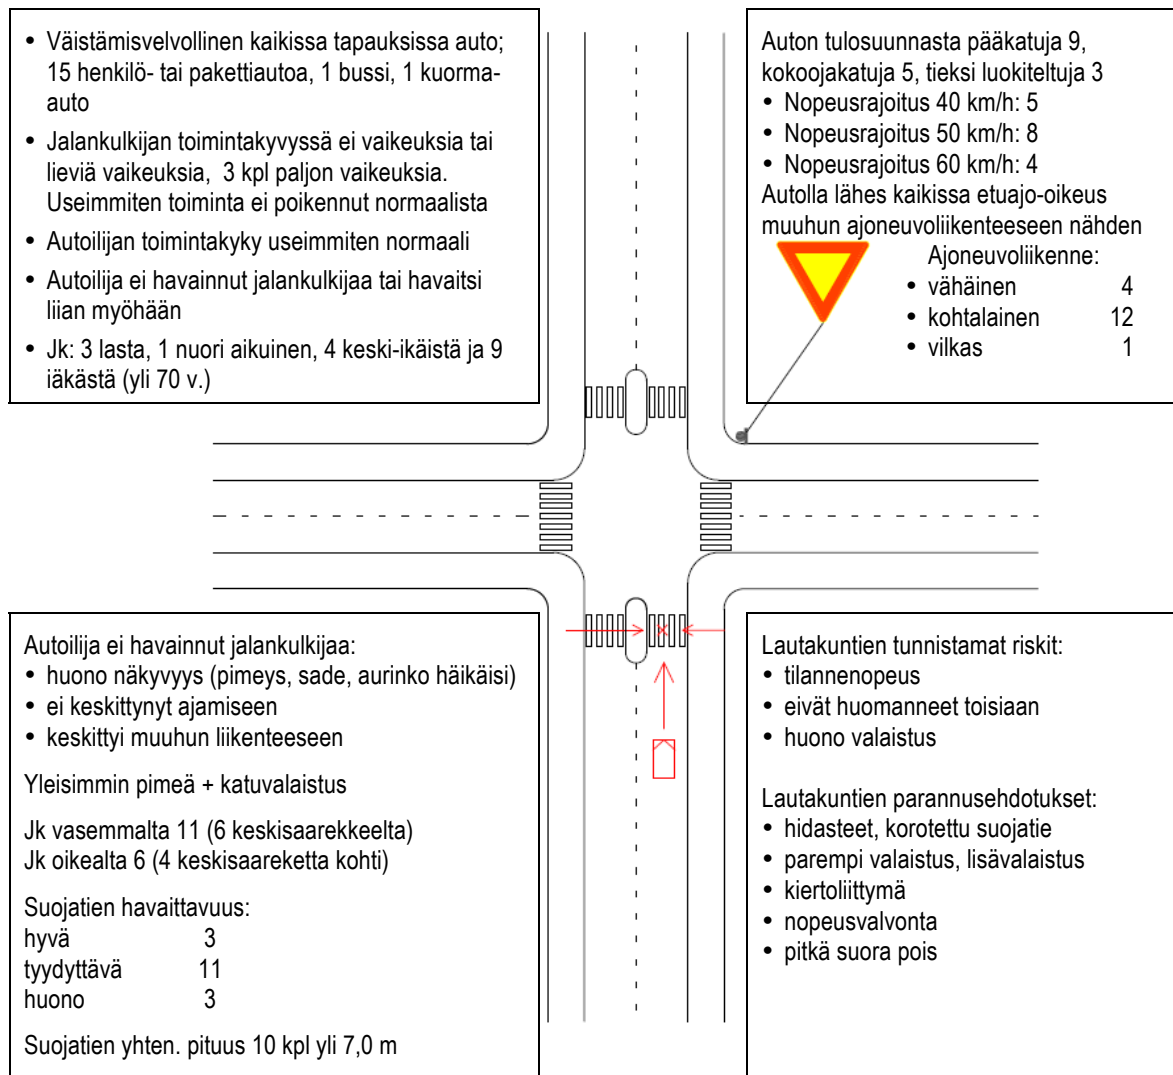 • Väistämisvelvollinen kaikissa tapauksissa auto;
15 henkilö- tai pakettiautoa, 1 bussi, 1 kuorma-
auto
• Jalankulkijan toimintakyvyssä ei vaikeuksia tai
lieviä vaikeuksia, 3 kpl paljon vaikeuksia.
Useimmiten toiminta ei poikennut normaalista
• Autoilijan toimintakyky useimmiten normaali
• Autoilija ei havainnut jalankulkijaa tai havaitsi
liian myöhään
• Jk: 3 lasta, 1 nuori aikuinen, 4 keski-ikäistä ja 9
iäkästä (yli 70 v.)
Auton tulosuunnasta pääkatuja 9,
kokoojakatuja 5, tieksi luokiteltuja 3
• Nopeusrajoitus 40 km/h: 5
• Nopeusrajoitus 50 km/h: 8
• Nopeusrajoitus 60 km/h: 4
Autolla lähes kaikissa etuajo-oikeus
muuhun ajoneuvoliikenteeseen nähden
Ajoneuvoliikenne:
• vähäinen 4
• kohtalainen 12
• vilkas 1
Autoilija ei havainnut jalankulkijaa:
• huono näkyvyys (pimeys, sade, aurinko häikäisi)
• ei keskittynyt ajamiseen
• keskittyi muuhun liikenteeseen
Yleisimmin pimeä + katuvalaistus
Jk vasemmalta 11 (6 keskisaarekkeelta)
Jk oikealta 6 (4 keskisaareketta kohti)
Suojatien havaittavuus:
hyvä 3
tyydyttävä 11
huono 3
Suojatien yhten. pituus 10 kpl yli 7,0 m
Lautakuntien tunnistamat riskit:
• tilannenopeus
• eivät huomanneet toisiaan
• huono valaistus
Lautakuntien parannusehdotukset:
• hidasteet, korotettu suojatie
• parempi valaistus, lisävalaistus
• kiertoliittymä
• nopeusvalvonta
• pitkä suora pois